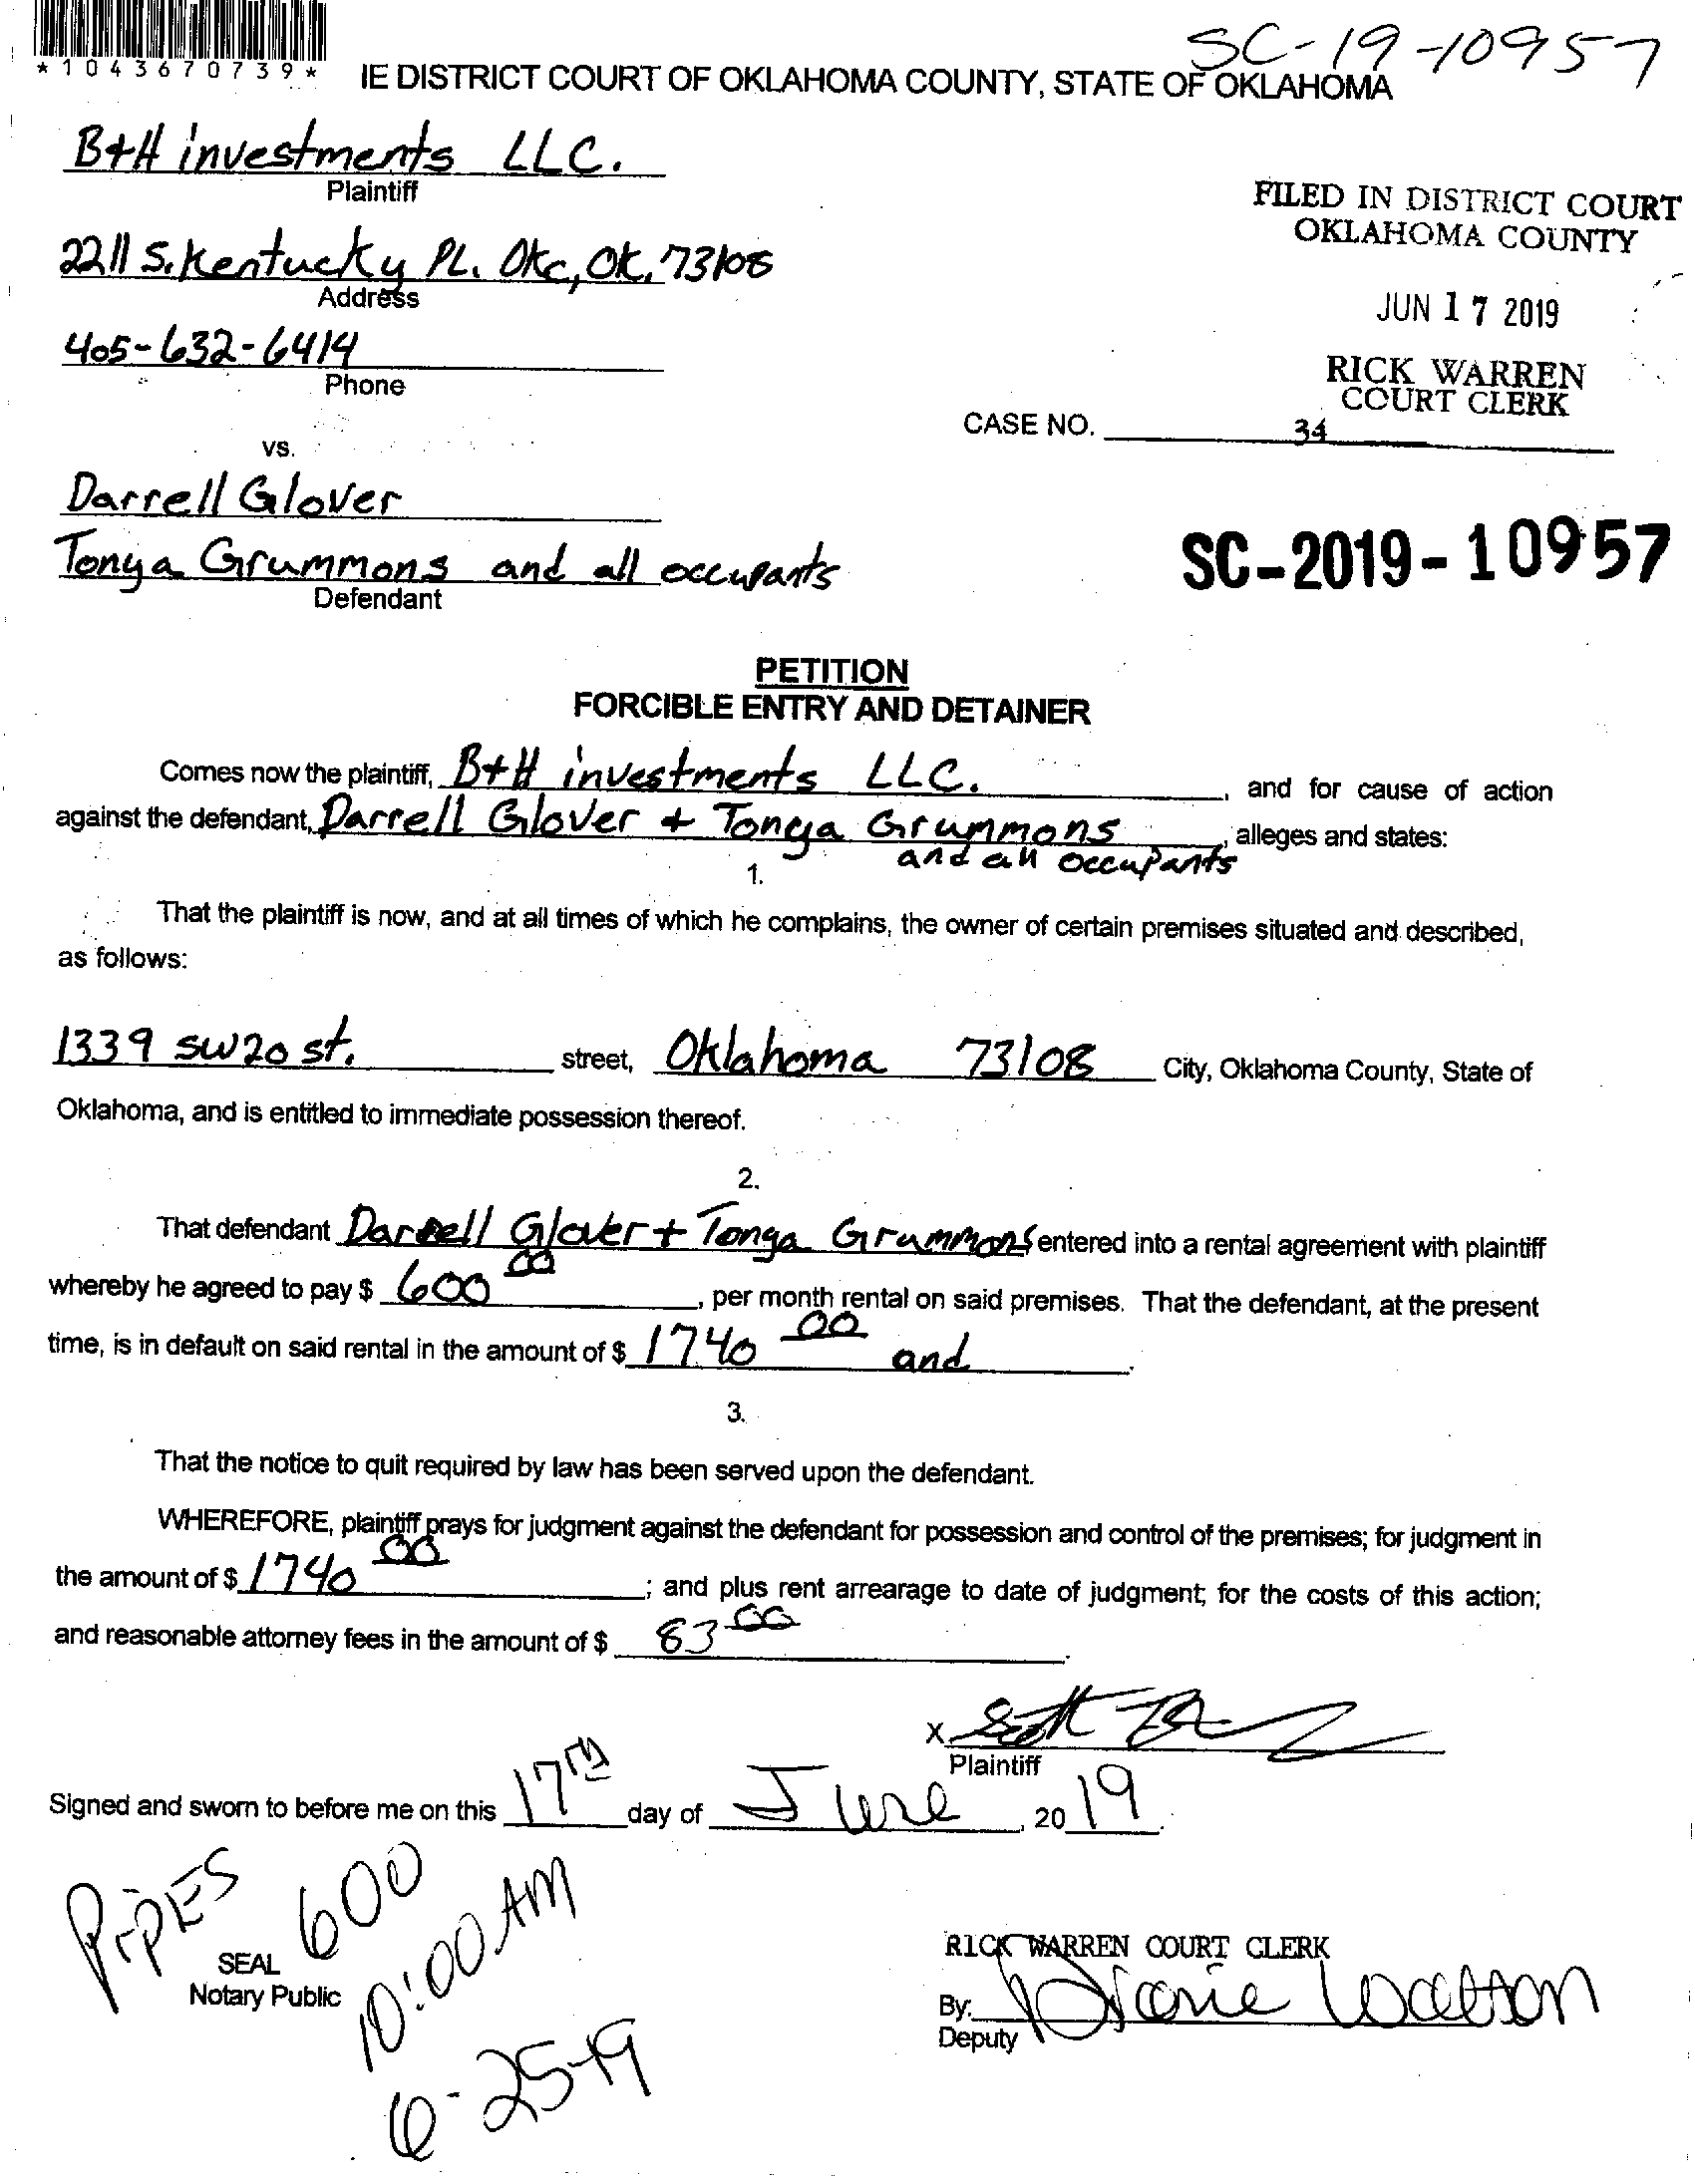 SC-19-10957
*1043670739*
IE DISTRICT COURT OF OKLAHOMA COUNTY, STATE OF OKLAHOMA
B+H investments LLC.
Plaintiff
2211 S. Kentucky PL. Okc, OK. 73108
Address
405-632-6414
Phone
FILED IN DISTRICT COURT
OKLAHOMA COUNTY
JUN 17 2019
RICK WARREN
COURT CLERK
CASE NO. 34
vs.
Darrell Glover
Tonya Grummons and all occupants
Defendant
SC-2019-10957
PETITION
FORCIBLE ENTRY AND DETAINER
Comes now the plaintiff, B+H investments LLC. , and for cause of action
against the defendant, Darrell Glover + Tonya Grummons , alleges and states:
and all occupants
1.
That the plaintiff is now, and at all times of which he complains, the owner of certain premises situated and described,
as follows:
1339 SW 20 st. street, Oklahoma 73108 City, Oklahoma County, State of
Oklahoma, and is entitled to immediate possession thereof.
2.
That defendant Darrell Glover + Tonya Grummons entered into a rental agreement with plaintiff
whereby he agreed to pay $ 600 00 , per month rental on said premises. That the defendant, at the present
time, is in default on said rental in the amount of $ 1740 00 and .
3.
That the notice to quit required by law has been served upon the defendant.
WHEREFORE, plaintiff prays for judgment against the defendant for possession and control of the premises; for judgment in
the amount of $ 1740 00 ; and plus rent arrearage to date of judgment; for the costs of this action;
and reasonable attorney fees in the amount of $ 83 00 .
X
Plaintiff
Signed and sworn to before me on this 17th day of June , 20 19 .
PIPES 600
10:00 AM
6-25-19
SEAL
Notary Public
RICK WARREN COURT CLERK
By:
Deputy